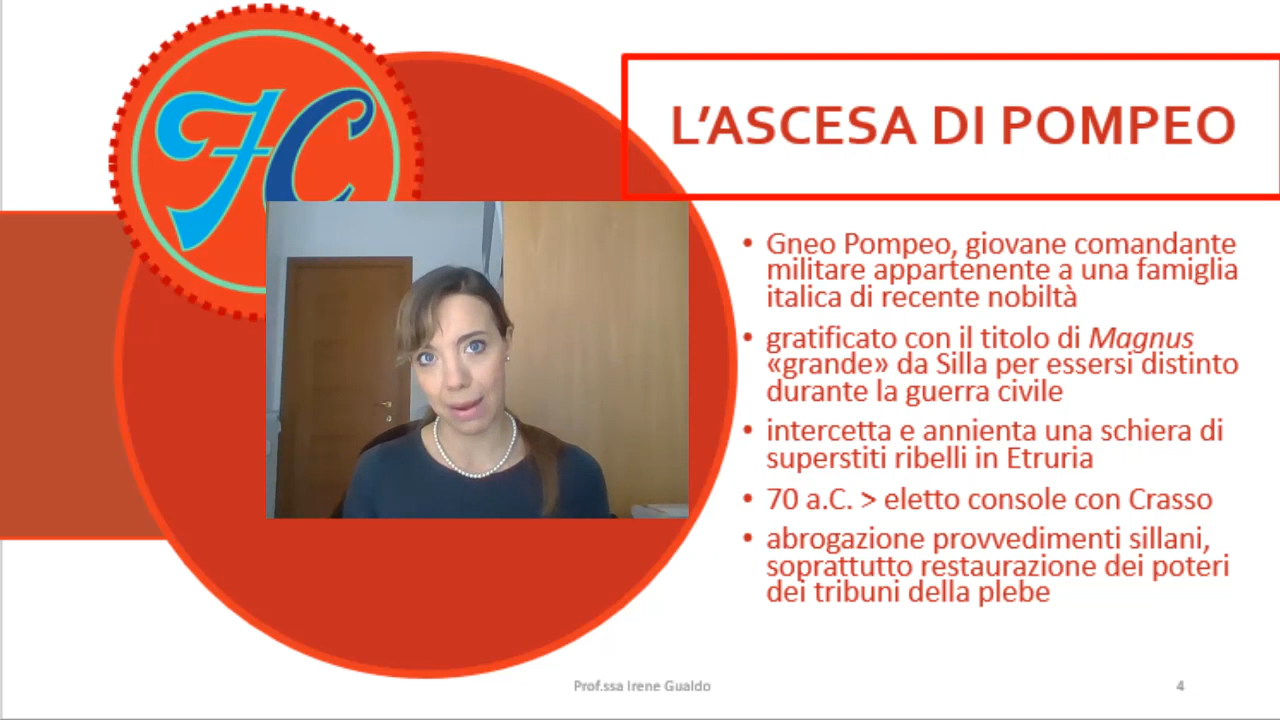 FC
L'ASCESA DI POMPEO
• Gneo Pompeo, giovane comandante
militare appartenente a una famiglia
italica di recente nobiltà
• gratificato con il titolo di Magnus
«grande» da Silla per essersi distinto
durante la guerra civile
• intercetta e annienta una schiera di
superstiti ribelli in Etruria
• 70 a.C. > eletto console con Crasso
• abrogazione provvedimenti sillani,
soprattutto restaurazione dei poteri
dei tribuni della plebe
Prof.ssa Irene Gualdo
4